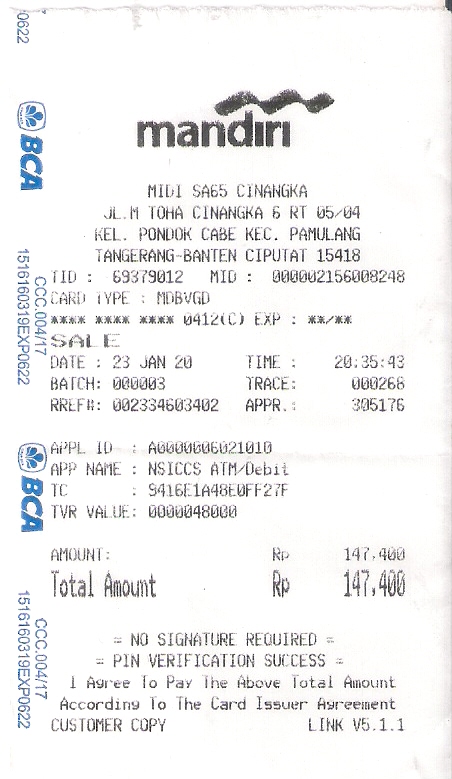 mandiri
MIDI SA65 CINANGKA
JL.M TOHA CINANGKA 6 RT 05/04
KEL. PONDOK CABE KEC. PAMULANG
TANGERANG-BANTEN CIPUTAT 15418
TID : 69379012 MID : 000002156008248
CARD TYPE : MDBVGD
**** **** **** 0412(C) EXP : **/**
SALE
DATE : 23 JAN 20 TIME : 20:35:43
BATCH: 000003 TRACE: 000268
RREF#: 002334603402 APPR.: 305176
APPL ID : A0000006021010
APP NAME : NSICCS ATM/Debit
TC : 9416E1A48E0FF27F
TVR VALUE: 0000048000
AMOUNT: Rp 147.400
Total Amount Rp 147.400
= NO SIGNATURE REQUIRED =
= PIN VERIFICATION SUCCESS =
I Agree To Pay The Above Total Amount
According To The Card Issuer Agreement
CUSTOMER COPY LINK V5.1.1
0622
BCA
CCC.004/17
1516160319EXP0622
BCA
CCC.004/17
1516160319EXP0622